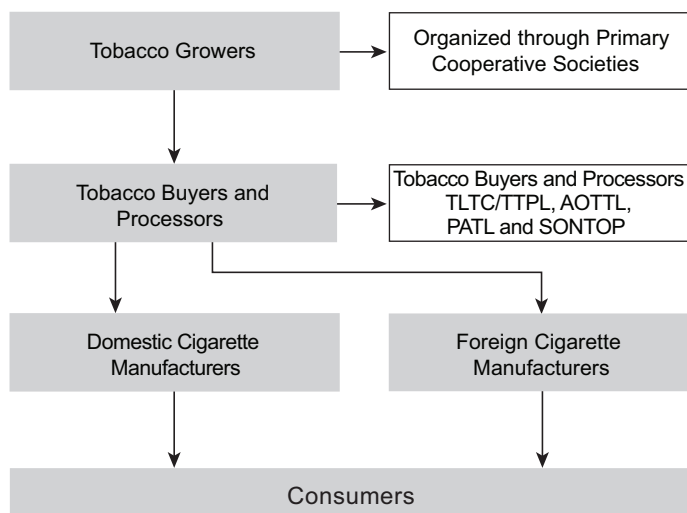 Tobacco Growers
Organized through Primary
Cooperative Societies
Tobacco Buyers and
Processors
Tobacco Buyers and Processors
TLTC/TTPL, AOTTL,
PATL and SONTOP
Domestic Cigarette
Manufacturers
Foreign Cigarette
Manufacturers
Consumers